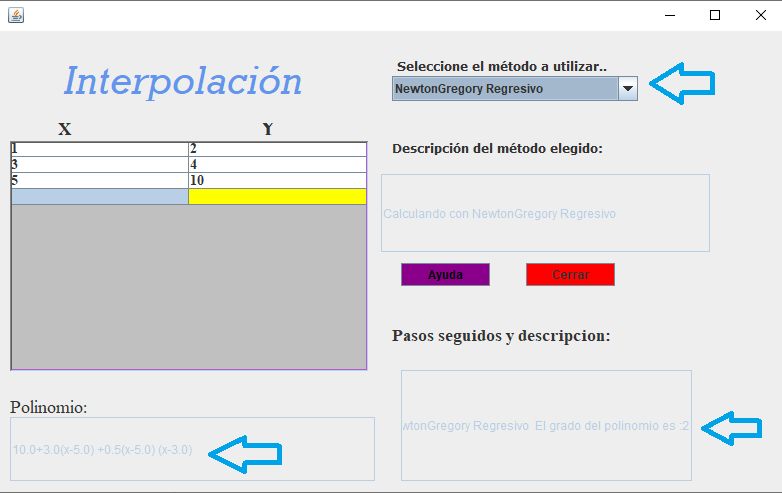 Interpolación
Seleccione el método a utilizar..
NewtonGregory Regresivo
X Y
1 2
3 4
5 10
Descripción del método elegido:
Calculando con NewtonGregory Regresivo
Ayuda Cerrar
Pasos seguidos y descripcion:
wtonGregory Regresivo El grado del polinomio es :2
Polinomio:
10.0+3.0(x-5.0) +0.5(x-5.0) (x-3.0)